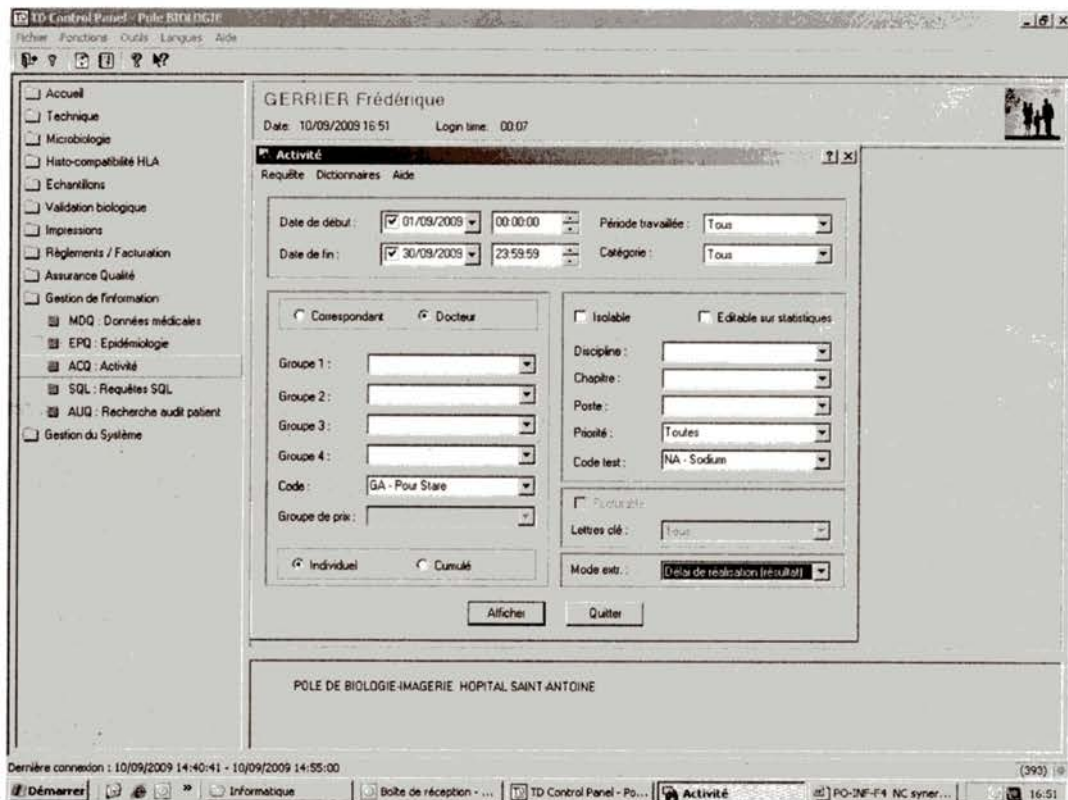 TD Control Panel - Pole BIOLOGIE
Fichier Fonctions Outils Langues Aide
Accueil
Technique
Microbiologie
Histo-compatibilité HLA
Echantillons
Validation biologique
Impressions
Règlements / Facturation
Assurance Qualité
Gestion de l'information
MDQ : Données médicales
EPQ : Epidémiologie
ACQ : Activité
SQL : Requêtes SQL
AUQ : Recherche audit patient
Gestion du Système
GERRIER Frédérique
Date: 10/09/2009 16:51 Login time: 00:07
Activité
Requête Dictionnaires Aide
Date de début : 01/09/2009 00:00:00 Période travaillée : Tous
Date de fin : 30/09/2009 23:59:59 Catégorie : Tous
Correspondant Docteur
Groupe 1 :
Groupe 2 :
Groupe 3 :
Groupe 4 :
Code : GA - Pour Stare
Groupe de prix :
Individuel Cumulé
Isolable Editable sur statistiques
Discipline :
Chapitre :
Poste :
Priorité : Toutes
Code test : NA - Sodium
Facturable
Lettres clé : Tous
Mode extr. : Délai de réalisation (résultat)
Afficher Quitter
POLE DE BIOLOGIE-IMAGERIE HOPITAL SAINT-ANTOINE
Dernière connexion : 10/09/2009 14:40:41 - 10/09/2009 14:55:00 (393)
Démarrer » Informatique Boîte de réception - ... TD Control Panel - Po... Activité PO-INF-F4 NC syner... 16:51